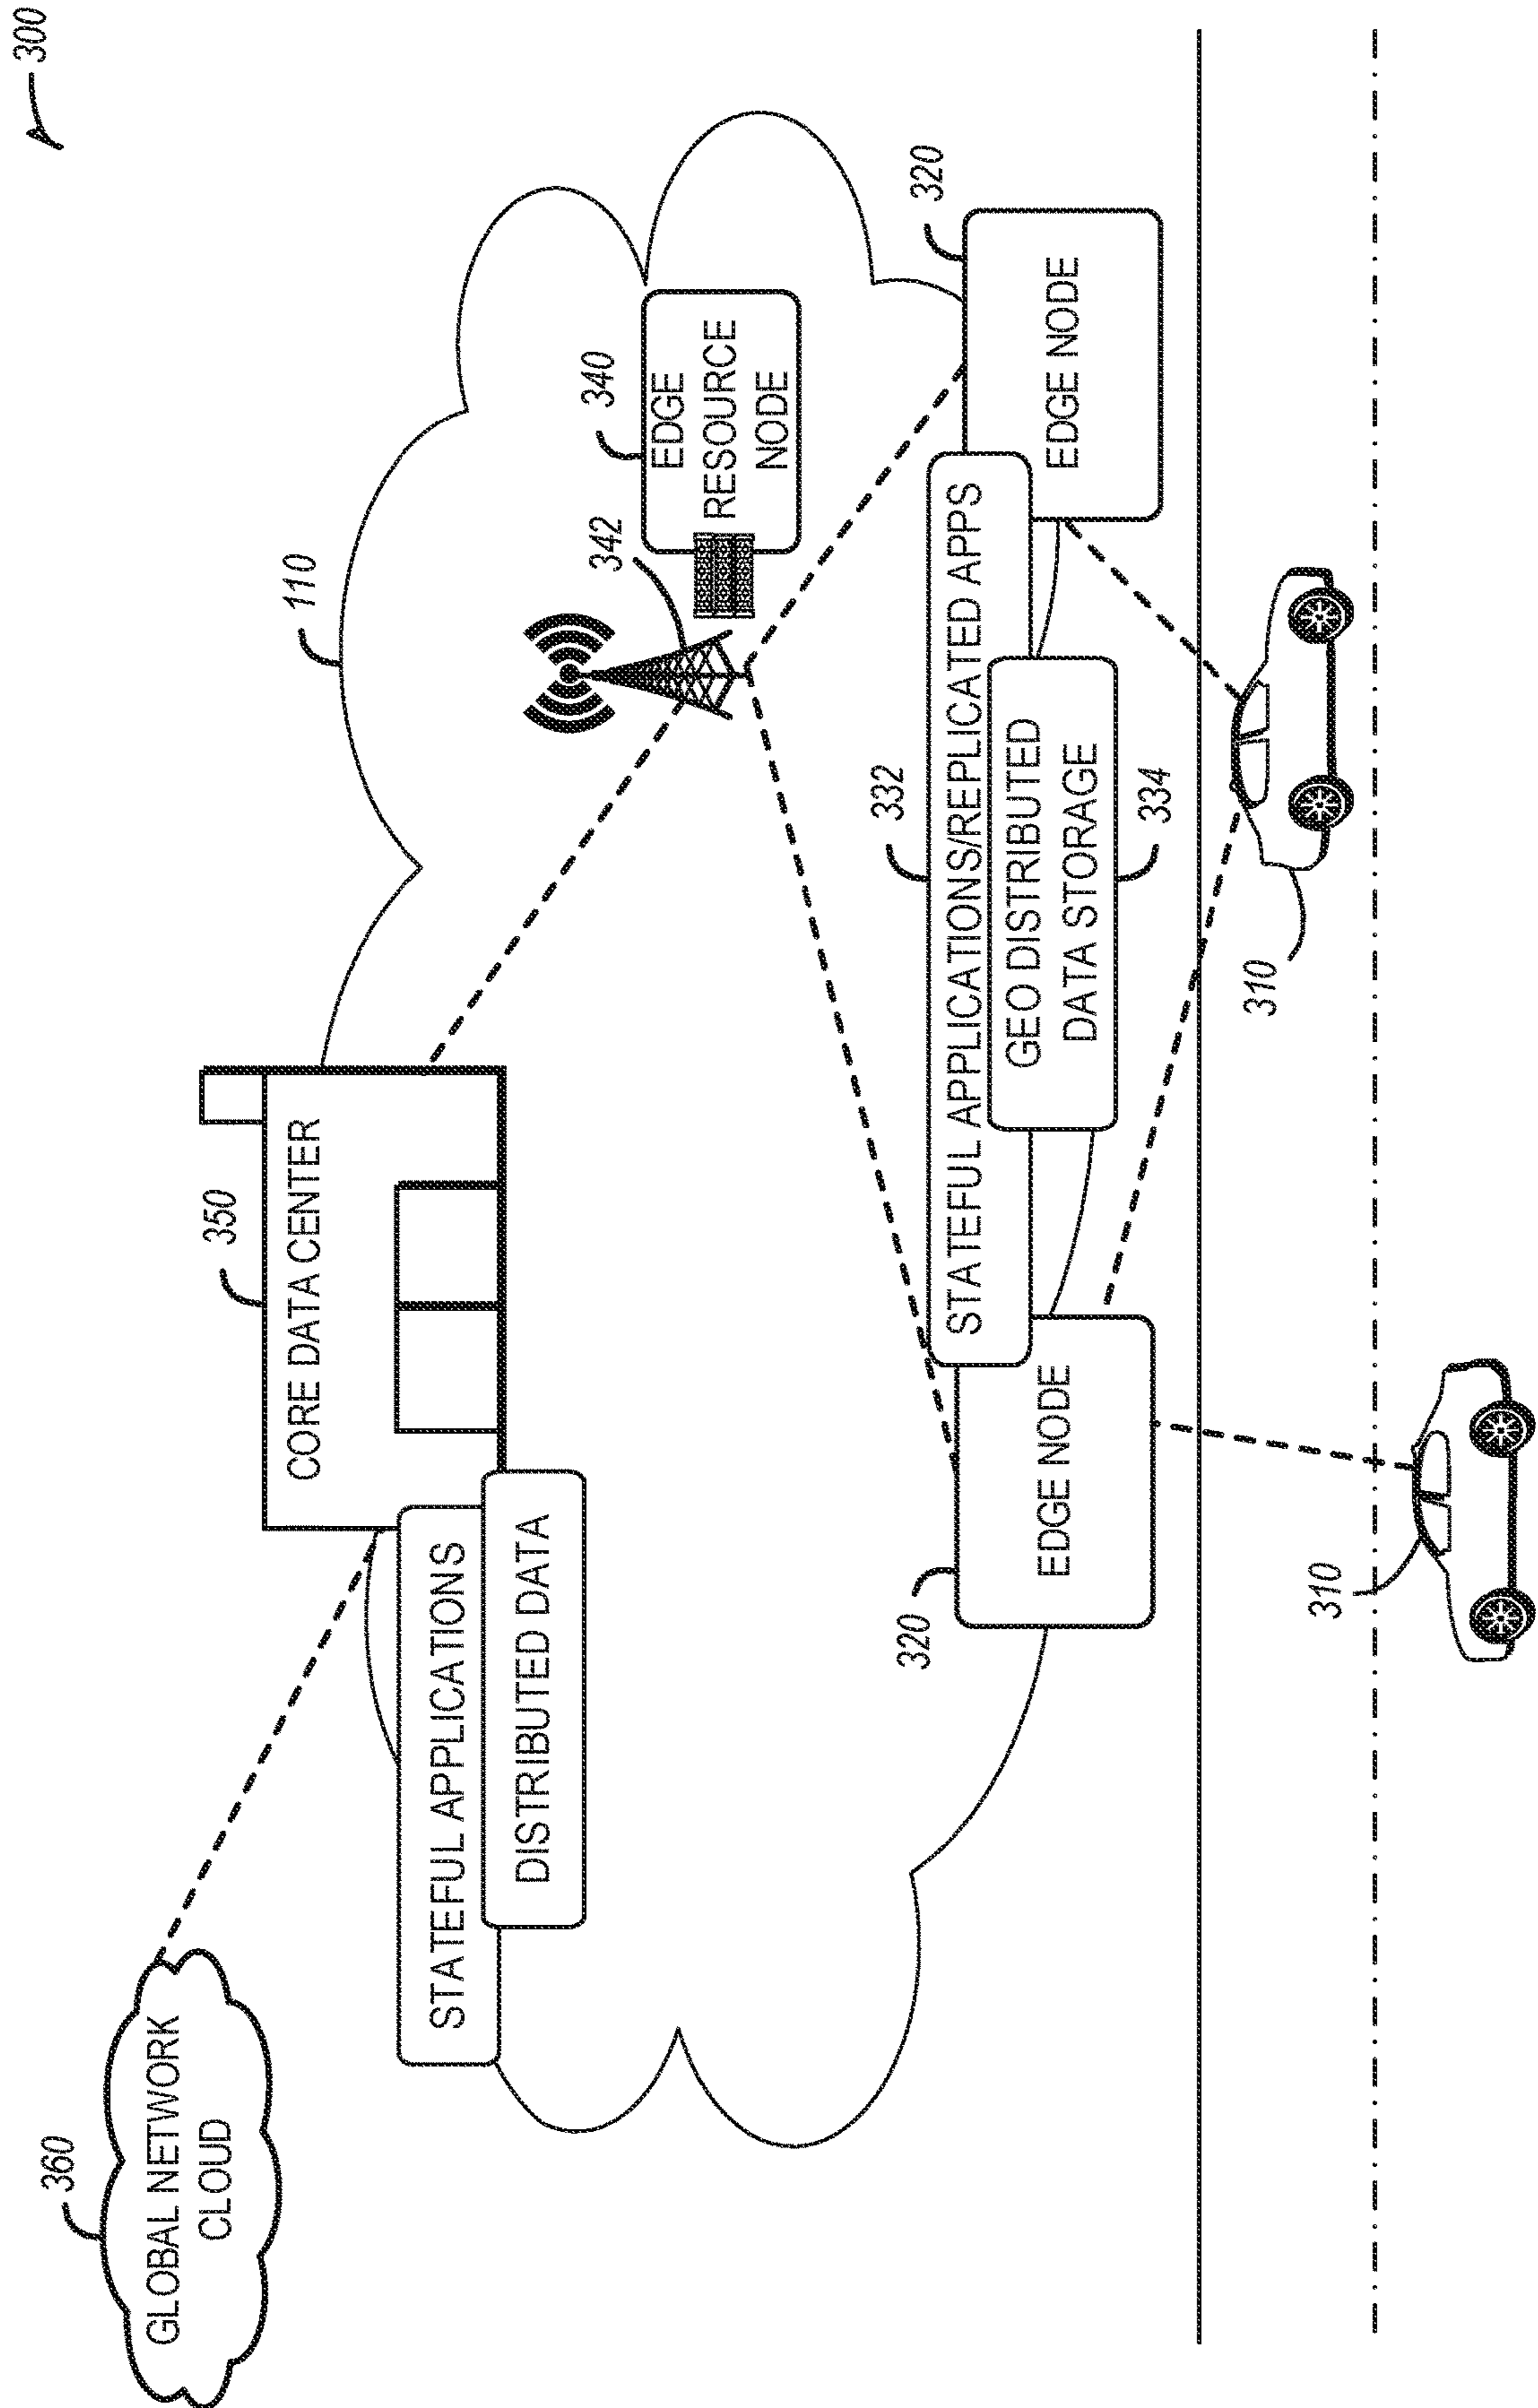 300
360
GLOBAL NETWORK
CLOUD
350
CORE DATA CENTER
STATEFUL APPLICATIONS
DISTRIBUTED DATA
110
342
340
EDGE
RESOURCE
NODE
320
EDGE NODE
332
STATEFUL APPLICATIONS/REPLICATED APPS
GEO DISTRIBUTED
DATA STORAGE
334
320
EDGE NODE
310
310